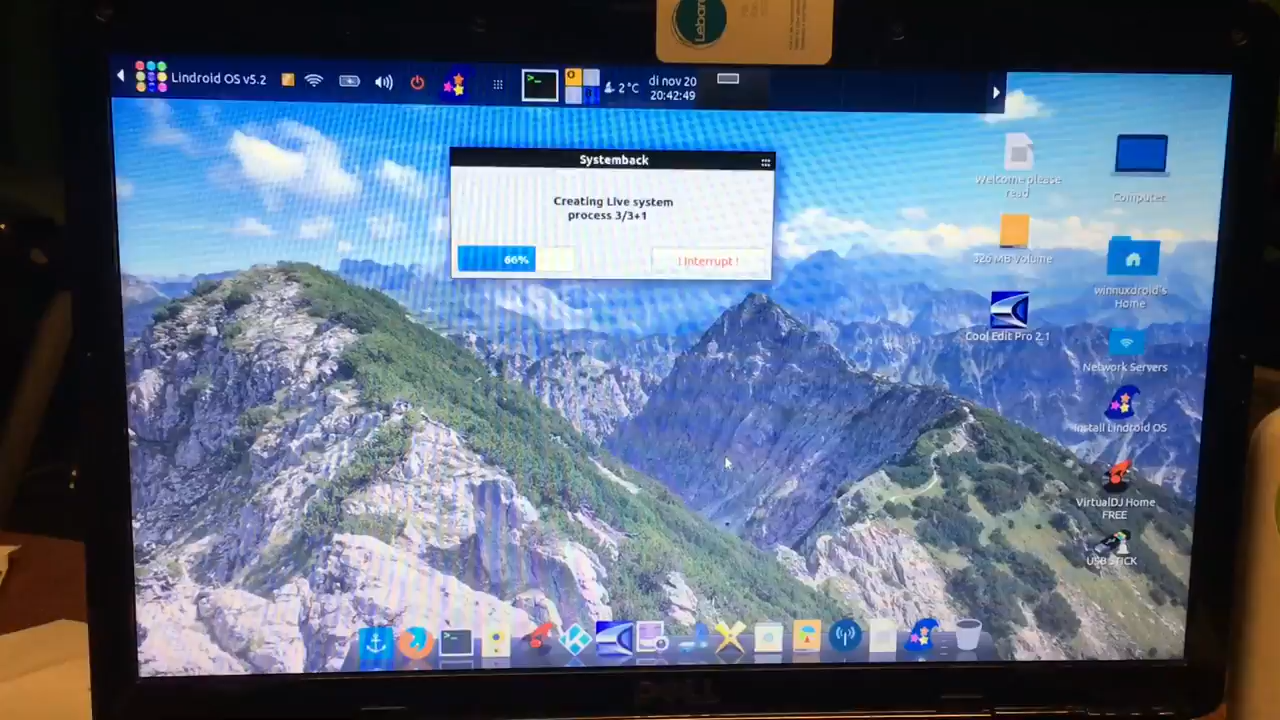 Lebara
Lindroid OS v5.2
2°C
di nov 20
20:42:49
Systemback
Creating Live system
process 3/3+1
66%
! Interrupt !
Welcome please
read
Computer
326 MB Volume
winnuxdroid's
Home
Cool Edit Pro 2.1
Network Servers
Install Lindroid OS
VirtualDJ Home
FREE
USB STICK
DELL